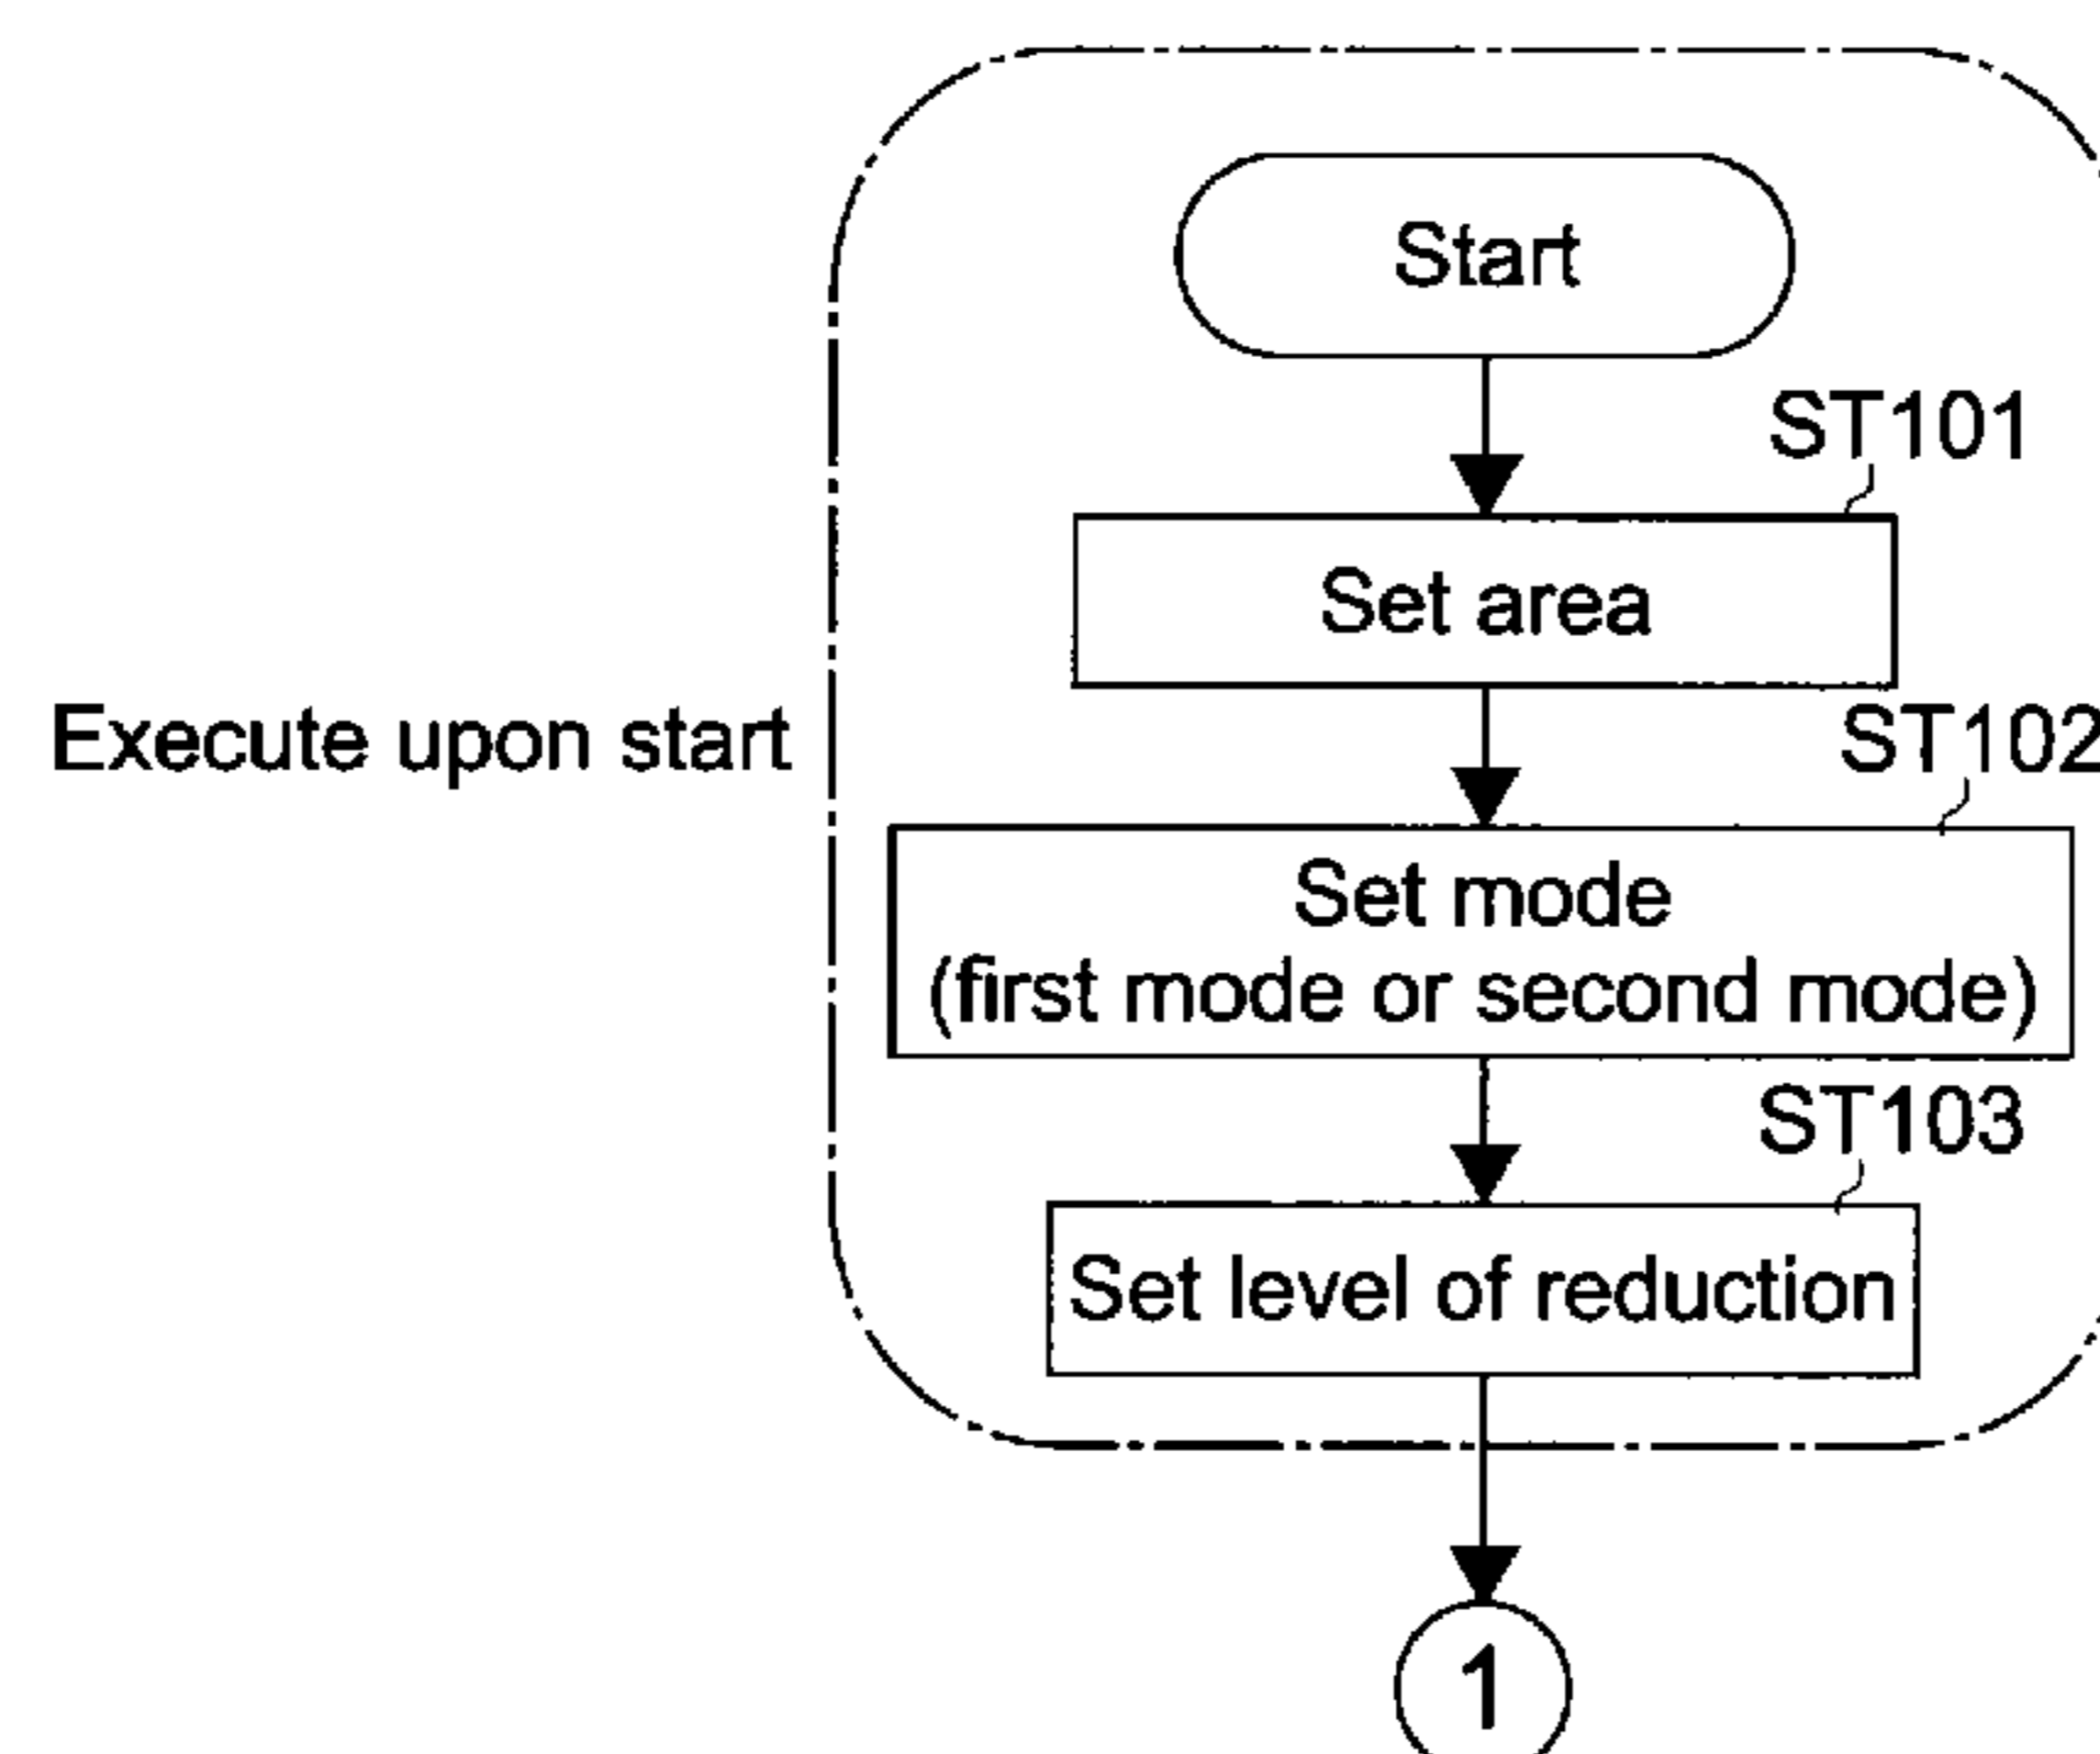 Start
ST101
Set area
Execute upon start
ST102
Set mode
(first mode or second mode)
ST103
Set level of reduction
1